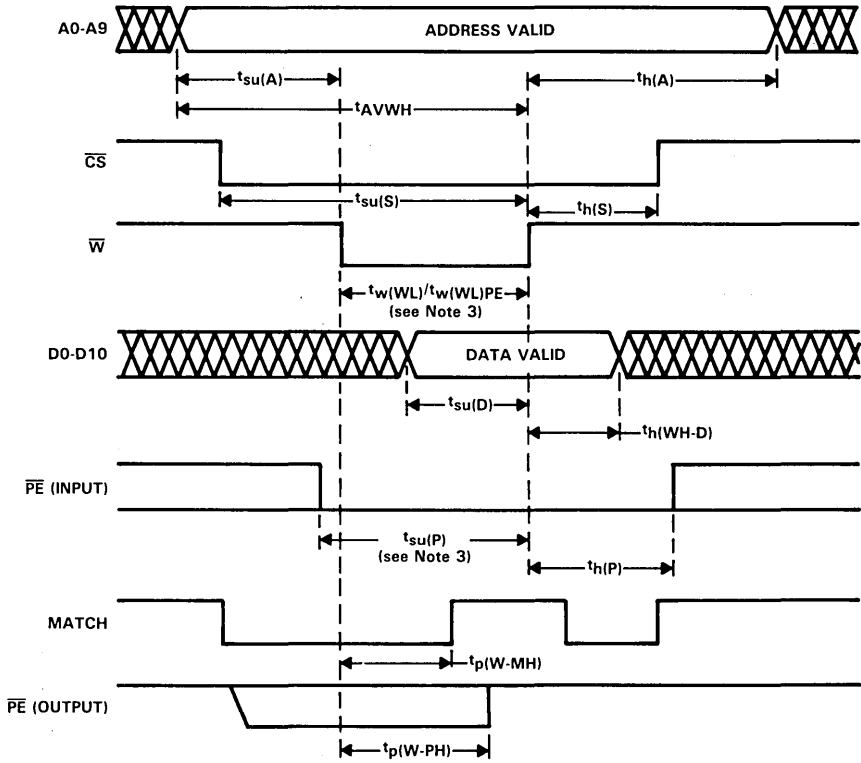 A0-A9
ADDRESS VALID
tsu(A)
th(A)
tAVWH
CS
tsu(S)
th(S)
W
tw(WL)/tw(WL)PE
(see Note 3)
D0-D10
DATA VALID
tsu(D)
th(WH-D)
PE (INPUT)
tsu(P)
(see Note 3)
th(P)
MATCH
tp(W-MH)
PE (OUTPUT)
tp(W-PH)